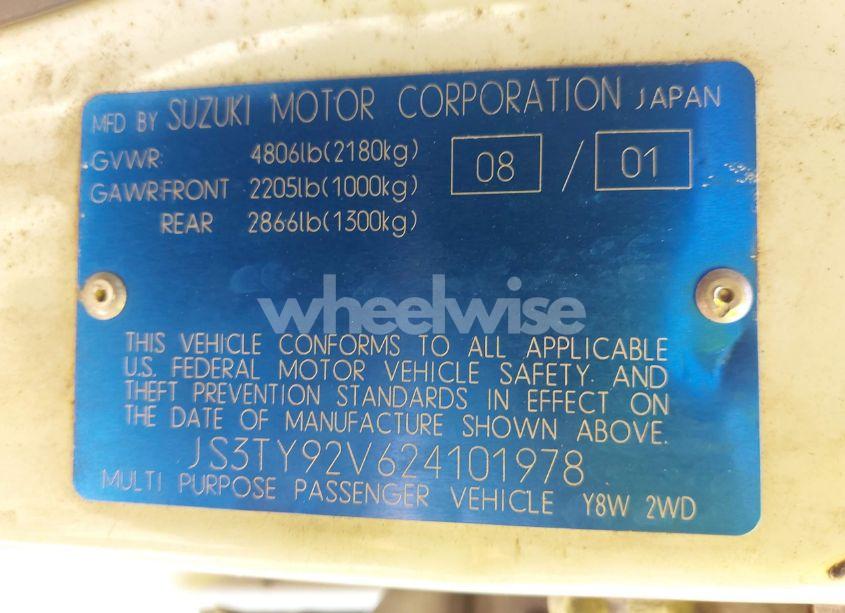 MFD BY SUZUKI MOTOR CORPORATION JAPAN
GVWR: 4806lb(2180kg) 08 / 01
GAWR:FRONT 2205lb(1000kg)
REAR 2866lb(1300kg)
wheelwise
THIS VEHICLE CONFORMS TO ALL APPLICABLE
U.S. FEDERAL MOTOR VEHICLE SAFETY AND
THEFT PREVENTION STANDARDS IN EFFECT ON
THE DATE OF MANUFACTURE SHOWN ABOVE.
JS3TY92V624101978
MULTI PURPOSE PASSENGER VEHICLE Y8W 2WD